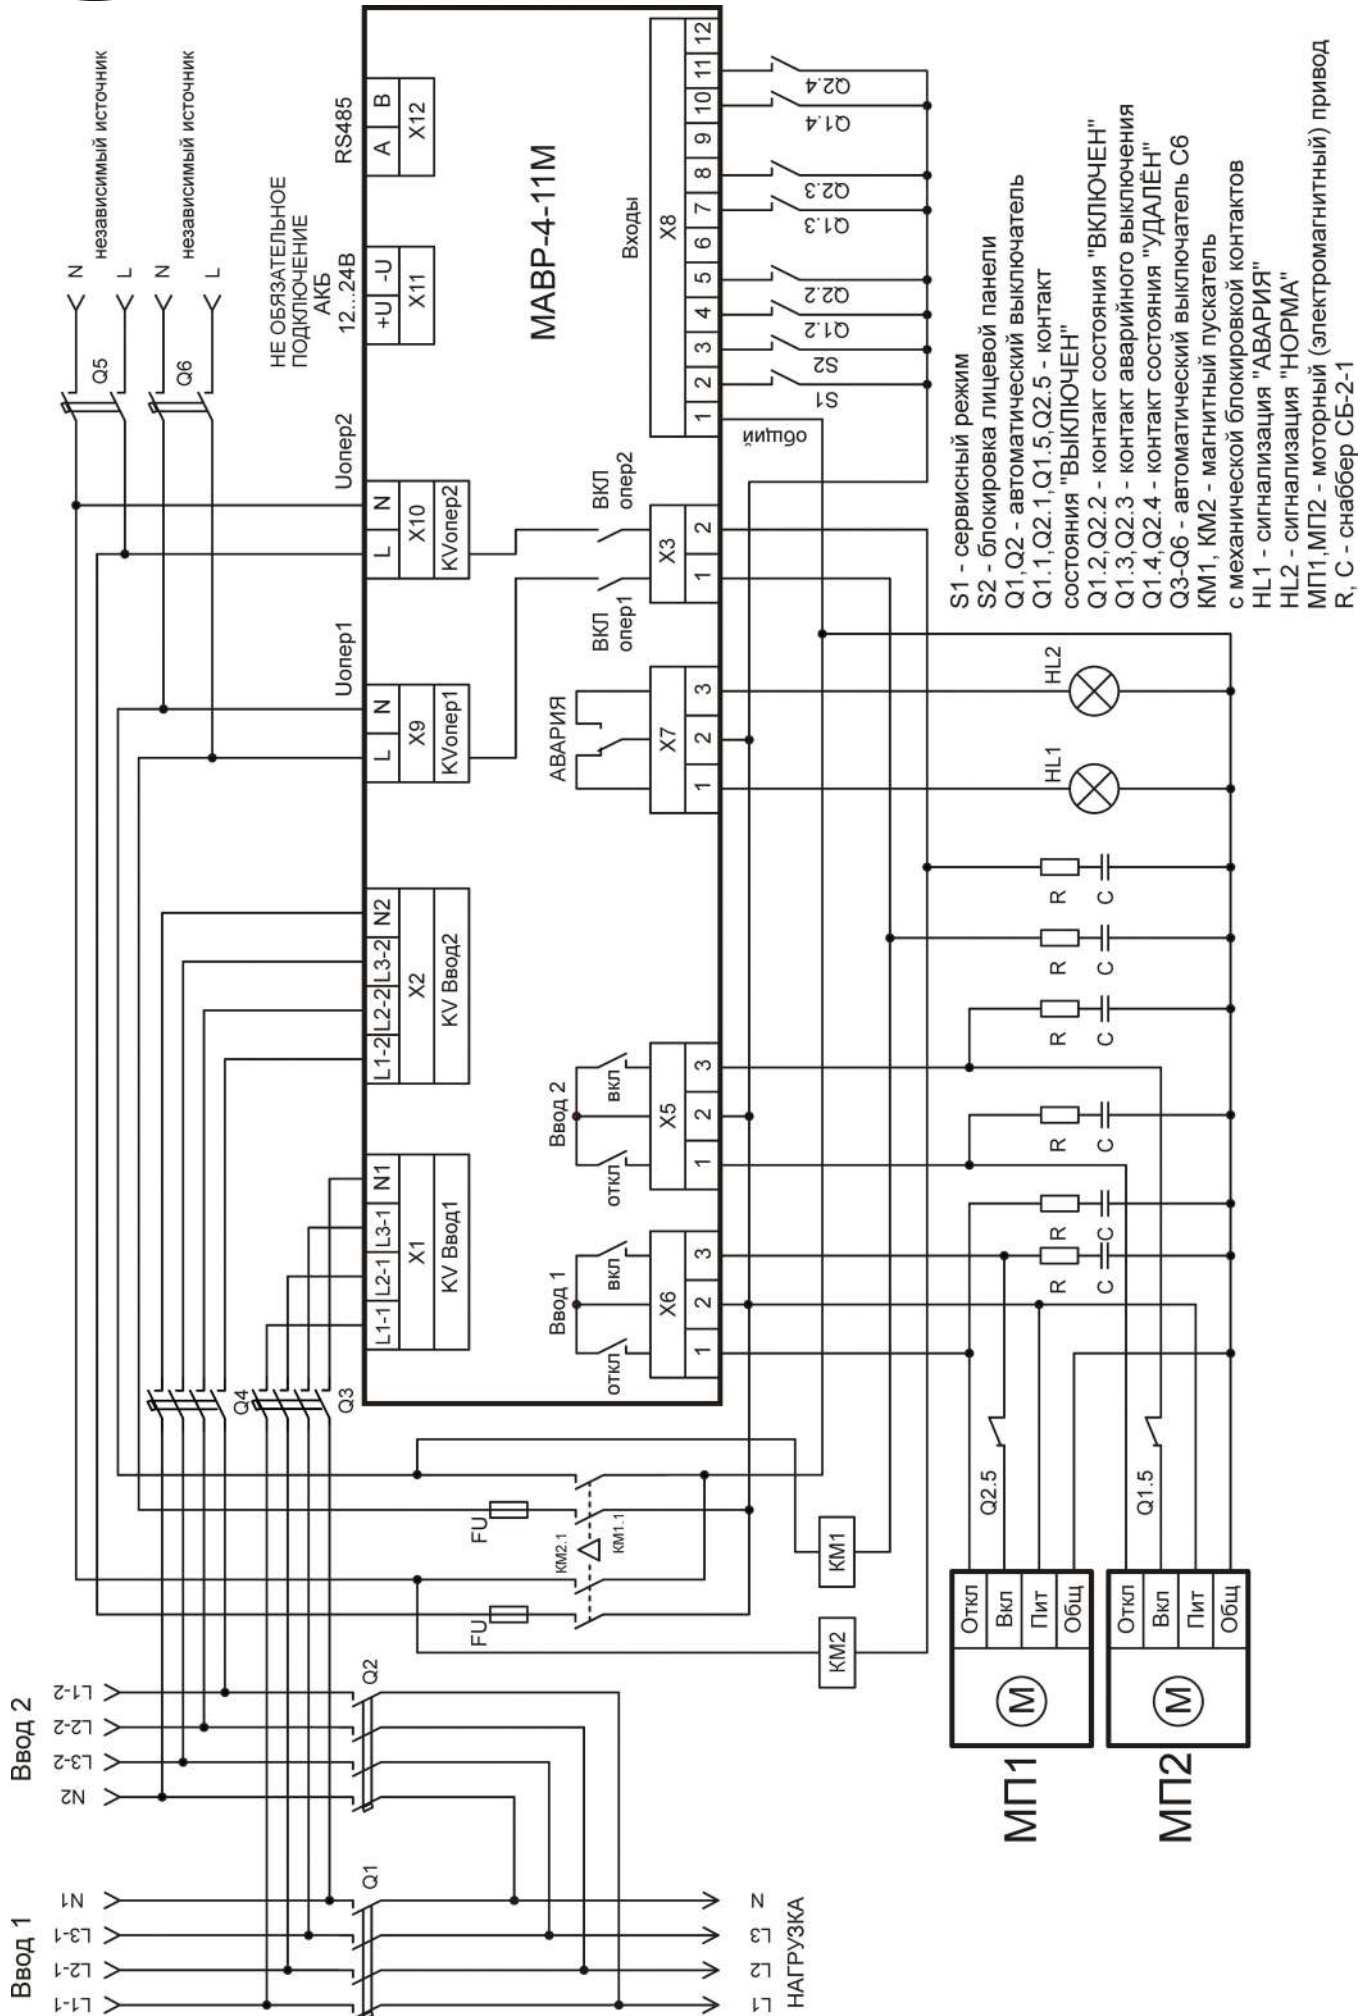 независимый источник
независимый источник
N
L
N
L
Q5
Q6
НЕ ОБЯЗАТЕЛЬНОЕ
ПОДКЛЮЧЕНИЕ
АКБ
12...24В
RS485
+U
-U
X11
A
B
X12
МАВР-4-11М
Uопер1
L
N
X9
KVопер1
Uопер2
L
N
X10
KVопер2
L1-1
L2-1
L3-1
N1
X1
KV Ввод1
L1-2
L2-2
L3-2
N2
X2
KV Ввод2
Ввод 1
откл
вкл
X6
1
2
3
Ввод 2
откл
вкл
X5
1
2
3
АВАРИЯ
X7
1
2
3
ВКЛ
опер1
ВКЛ
опер2
X3
1
2
Входы
X8
1
2
3
4
5
6
7
8
9
10
11
12
общий
S1
S2
Q1.2
Q2.2
Q1.3
Q2.3
Q1.4
Q2.4
Q4
Q3
FU
FU
КМ2.1
КМ1.1
КМ1
КМ2
HL1
HL2
R
C
R
C
R
C
R
C
R
C
R
C
Q2.5
Q1.5
Откл
Вкл
Пит
Общ
М
МП1
Откл
Вкл
Пит
Общ
М
МП2
Ввод 1
L1-1
L2-1
L3-1
N1
Q1
Ввод 2
N2
L3-2
L2-2
L1-2
Q2
L1
L2
L3
N
НАГРУЗКА
S1 - сервисный режим
S2 - блокировка лицевой панели
Q1,Q2 - автоматический выключатель
Q1.1,Q2.1,Q1.5,Q2.5 - контакт
состояния "ВЫКЛЮЧЕН"
Q1.2,Q2.2 - контакт состояния "ВКЛЮЧЕН"
Q1.3,Q2.3 - контакт аварийного выключения
Q1.4,Q2.4 - контакт состояния "УДАЛЁН"
Q3-Q6 - автоматический выключатель С6
КМ1, КМ2 - магнитный пускатель
с механической блокировкой контактов
HL1 - сигнализация "АВАРИЯ"
HL2 - сигнализация "НОРМА"
МП1,МП2 - моторный (электромагнитный) привод
R, C - снаббер СБ-2-1